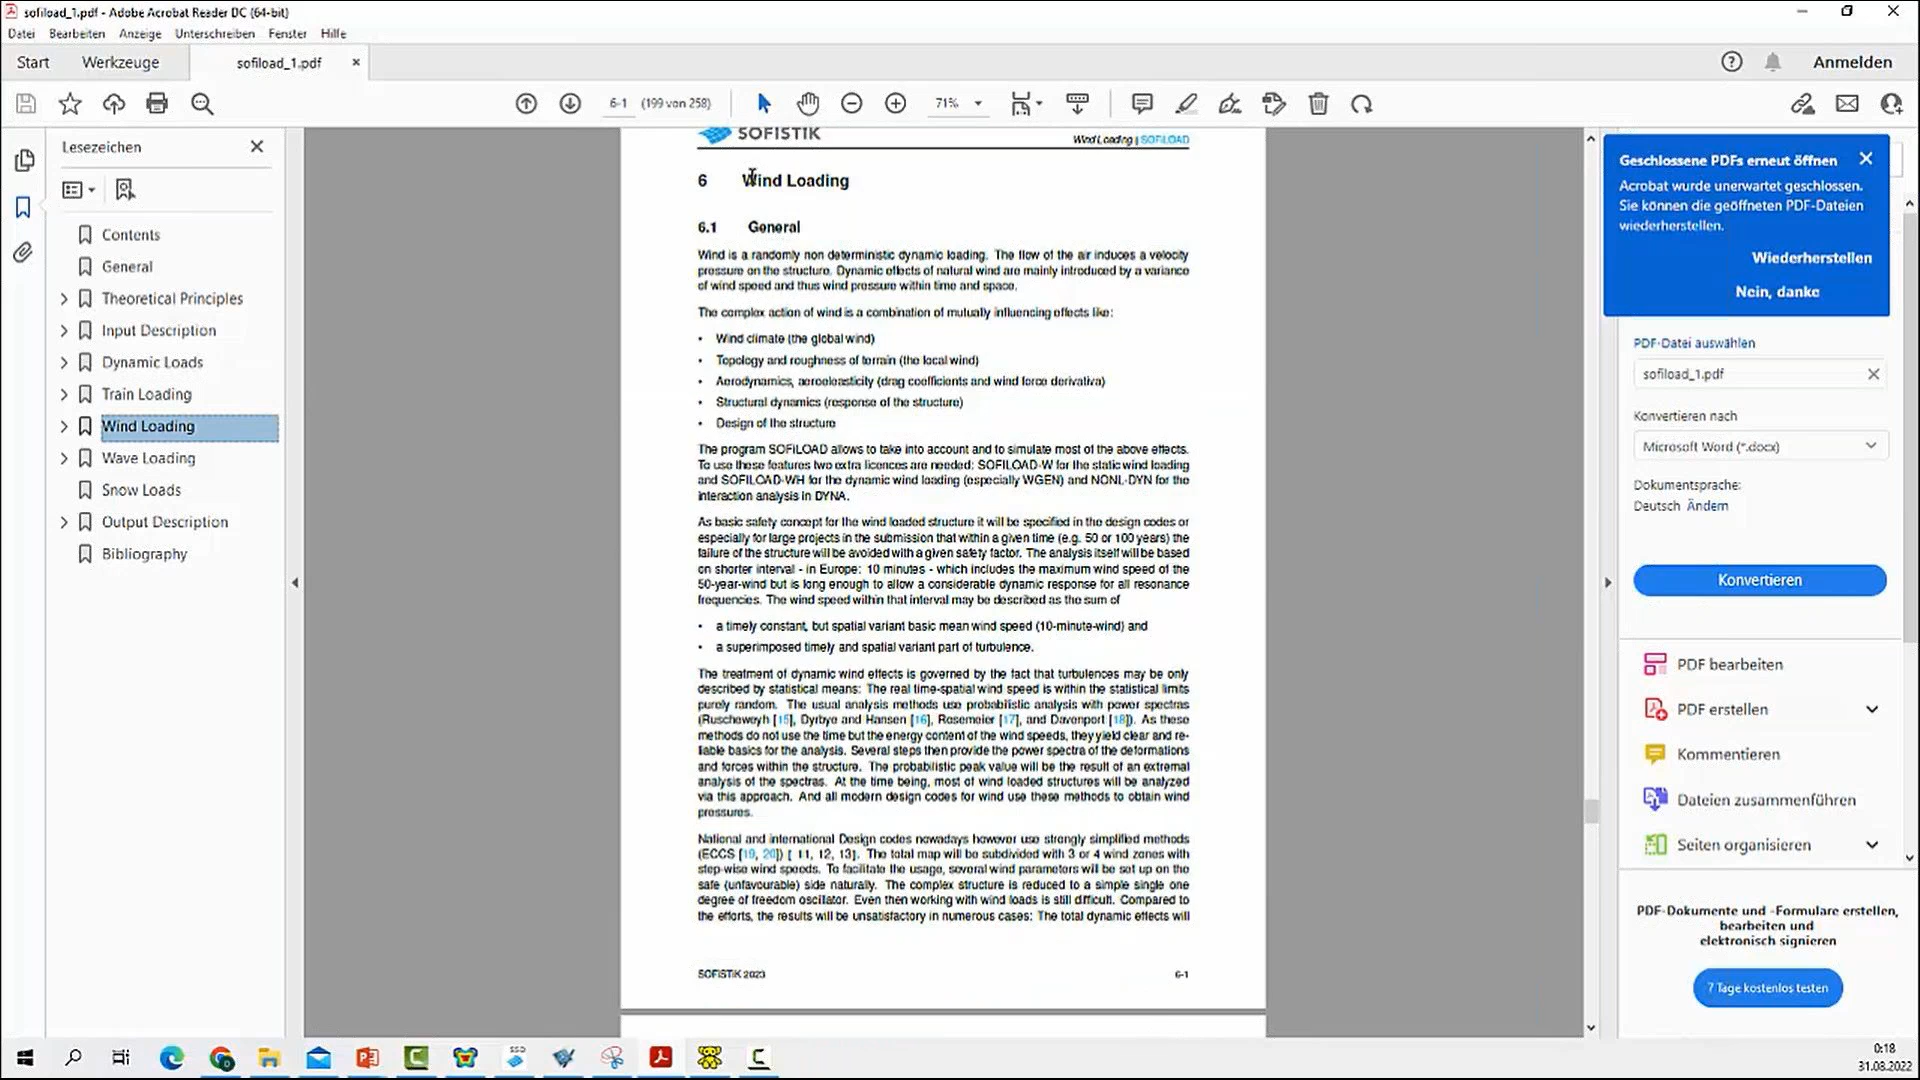 sofiload_1.pdf - Adobe Acrobat Reader DC (64-bit)
Datei Bearbeiten Anzeige Unterschreiben Fenster Hilfe
Start Werkzeuge sofiload_1.pdf Anmelden
6-1 (199 von 258) 71%
Lesezeichen
Contents
General
Theoretical Principles
Input Description
Dynamic Loads
Train Loading
Wind Loading
Wave Loading
Snow Loads
Output Description
Bibliography
SOFISTIK Wind Loading | SOFiLOAD
6 Wind Loading
6.1 General
Wind is a randomly non deterministic dynamic loading. The flow of the air induces a velocity
pressure on the structure. Dynamic effects of natural wind are mainly introduced by a variance
of wind speed and thus wind pressure within time and space.
The complex action of wind is a combination of mutually influencing effects like:
• Wind climate (the global wind)
• Topology and roughness of terrain (the local wind)
• Aerodynamics, aeroelasticity (drag coefficients and wind force derivativa)
• Structural dynamics (response of the structure)
• Design of the structure
The program SOFiLOAD allows to take into account and to simulate most of the above effects.
To use these features two extra licences are needed: SOFILOAD-W for the static wind loading
and SOFILOAD-WH for the dynamic wind loading (especially WGEN) and NONL-DYN for the
interaction analysis in DYNA.
As basic safety concept for the wind loaded structure it will be specified in the design codes or
especially for large projects in the submission that within a given time (e.g. 50 or 100 years) the
failure of the structure will be avoided with a given safety factor. The analysis itself will be based
on shorter interval - in Europe: 10 minutes - which includes the maximum wind speed of the
50-year-wind but is long enough to allow a considerable dynamic response for all resonance
frequencies. The wind speed within that interval may be described as the sum of
• a timely constant, but spatial variant basic mean wind speed (10-minute-wind) and
• a superimposed timely and spatial variant part of turbulence.
The treatment of dynamic wind effects is governed by the fact that turbulences may be only
described by statistical means: The real time-spatial wind speed is within the statistical limits
purely random. The usual analysis methods use probabilistic analysis with power spectras
(Ruscheweyh [15], Dyrbye and Hansen [16], Rosemeier [17], and Davenport [18]). As these
methods do not use the time but the energy content of the wind speeds, they yield clear and re-
liable basics for the analysis. Several steps then provide the power spectra of the deformations
and forces within the structure. The probabilistic peak value will be the result of an extremal
analysis of the spectras. At the time being, most of wind loaded structures will be analyzed
via this approach. And all modern design codes for wind use these methods to obtain wind
pressures.
National and international Design codes nowadays however use strongly simplified methods
(ECCS [19, 20]) [ 11, 12, 13]. The total map will be subdivided with 3 or 4 wind zones with
step-wise wind speeds. To facilitate the usage, several wind parameters will be set up on the
safe (unfavourable) side naturally. The complex structure is reduced to a simple single one
degree of freedom oscillator. Even then working with wind loads is still difficult. Compared to
the efforts, the results will be unsatisfactory in numerous cases: The total dynamic effects will
SOFiSTiK 2023 6-1
Geschlossene PDFs erneut öffnen
Acrobat wurde unerwartet geschlossen.
Sie können die geöffneten PDF-Dateien
wiederherstellen.
Wiederherstellen
Nein, danke
PDF-Datei auswählen
sofiload_1.pdf
Konvertieren nach
Microsoft Word (*.docx)
Dokumentsprache:
Deutsch Ändern
Konvertieren
PDF bearbeiten
PDF erstellen
Kommentieren
Dateien zusammenführen
Seiten organisieren
PDF-Dokumente und -Formulare erstellen,
bearbeiten und
elektronisch signieren
7 Tage kostenlos testen
SSD
0:18
31.08.2022